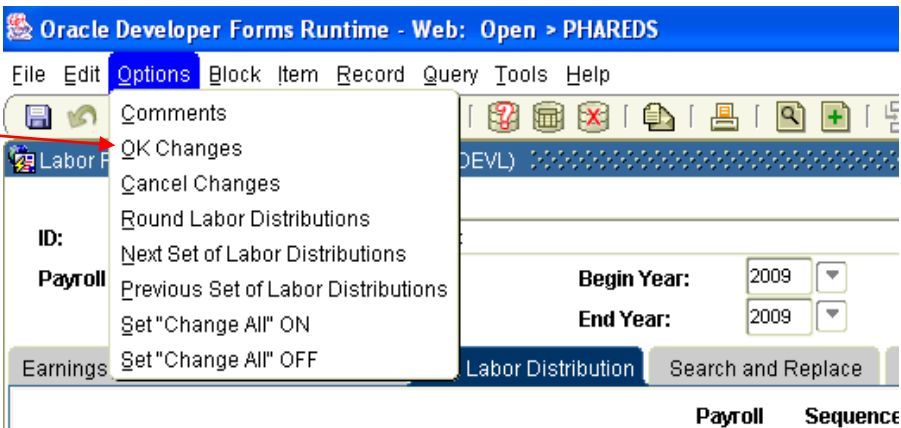 Oracle Developer Forms Runtime - Web: Open > PHAREDS
File Edit Options Block Item Record Query Tools Help
Comments
OK Changes
Labor DEVL)
Cancel Changes
Round Labor Distributions
ID:
Next Set of Labor Distributions
Payroll Begin Year: 2009
Previous Set of Labor Distributions
End Year: 2009
Set "Change All" ON
Set "Change All" OFF
Earnings Labor Distribution Search and Replace
Payroll Sequence